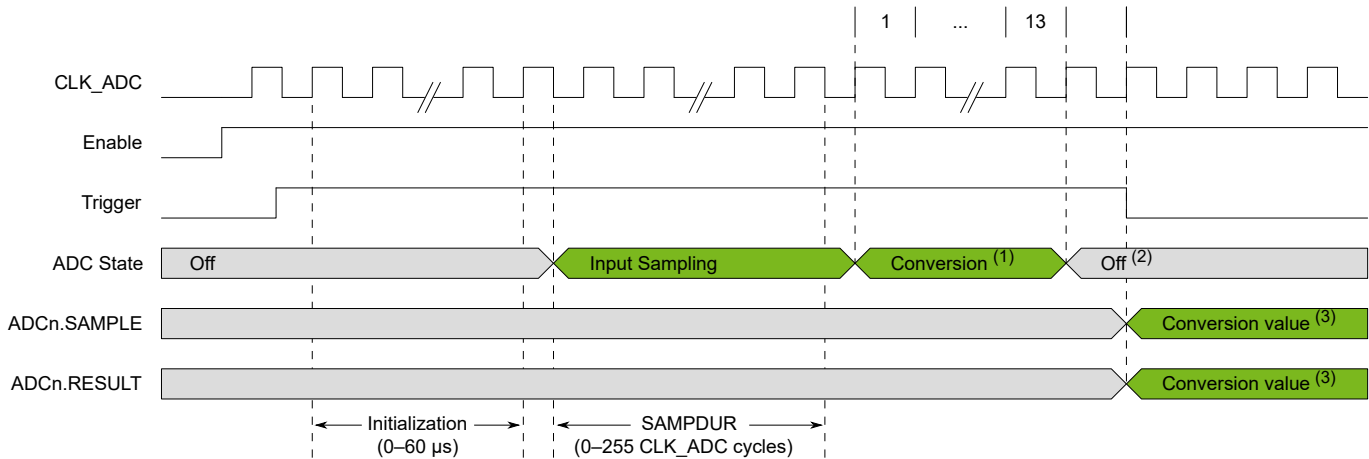 1 ... 13
CLK_ADC
Enable
Trigger
ADC State Off Input Sampling Conversion (1) Off (2)
ADCn.SAMPLE Conversion value (3)
ADCn.RESULT Conversion value (3)
Initialization SAMPDUR
(0–60 µs) (0–255 CLK_ADC cycles)